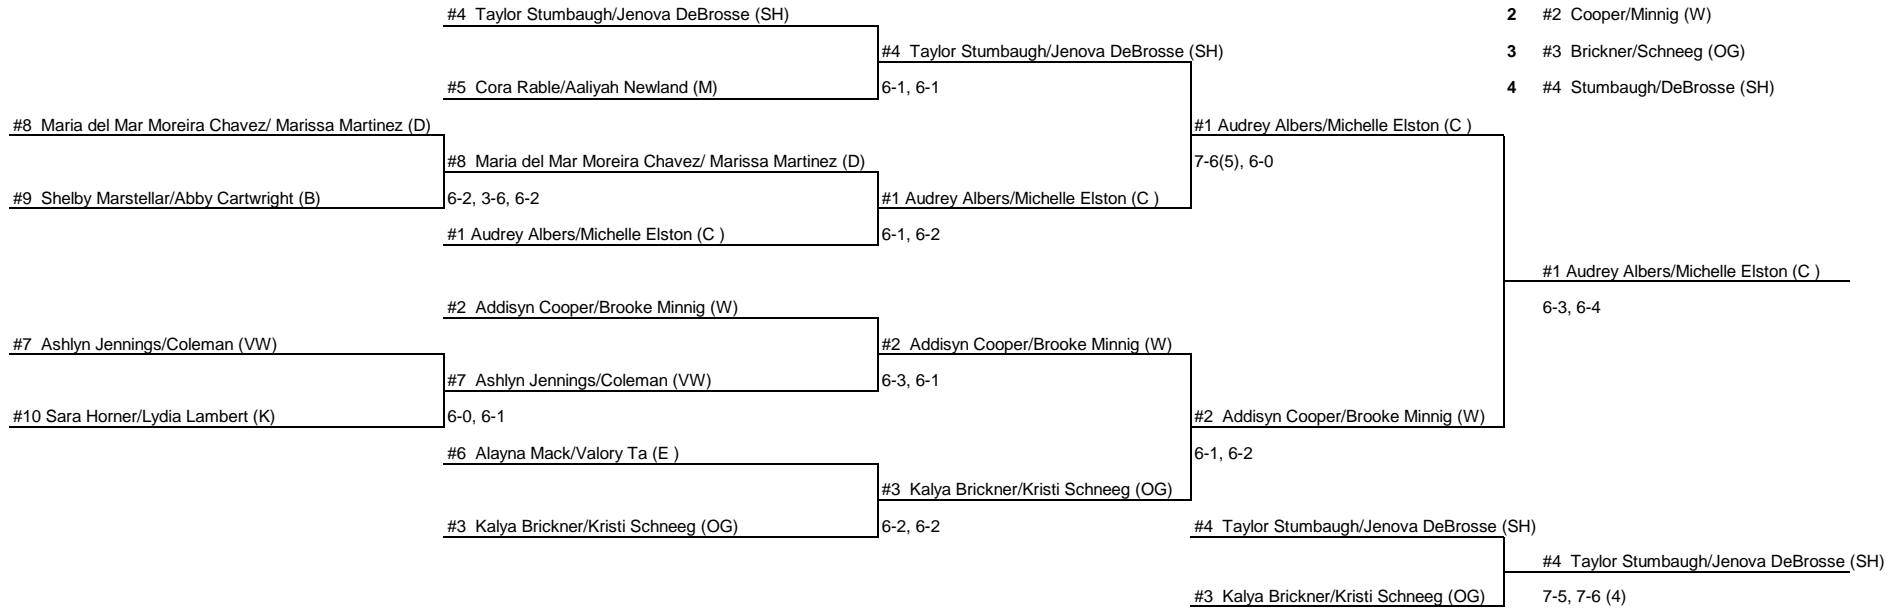 #4 Taylor Stumbaugh/Jenova DeBrosse (SH)
2 #2 Cooper/Minnig (W)
#4 Taylor Stumbaugh/Jenova DeBrosse (SH)
3 #3 Brickner/Schneeg (OG)
#5 Cora Rable/Aaliyah Newland (M)
6-1, 6-1
4 #4 Stumbaugh/DeBrosse (SH)
#8 Maria del Mar Moreira Chavez/ Marissa Martinez (D)
#1 Audrey Albers/Michelle Elston (C )
#8 Maria del Mar Moreira Chavez/ Marissa Martinez (D)
7-6(5), 6-0
#9 Shelby Marstellar/Abby Cartwright (B)
6-2, 3-6, 6-2
#1 Audrey Albers/Michelle Elston (C )
#1 Audrey Albers/Michelle Elston (C )
6-1, 6-2
#1 Audrey Albers/Michelle Elston (C )
#2 Addisyn Cooper/Brooke Minnig (W)
6-3, 6-4
#7 Ashlyn Jennings/Coleman (VW)
#2 Addisyn Cooper/Brooke Minnig (W)
#7 Ashlyn Jennings/Coleman (VW)
6-3, 6-1
#10 Sara Horner/Lydia Lambert (K)
6-0, 6-1
#2 Addisyn Cooper/Brooke Minnig (W)
#6 Alayna Mack/Valory Ta (E )
6-1, 6-2
#3 Kalya Brickner/Kristi Schneeg (OG)
#3 Kalya Brickner/Kristi Schneeg (OG)
6-2, 6-2
#4 Taylor Stumbaugh/Jenova DeBrosse (SH)
#4 Taylor Stumbaugh/Jenova DeBrosse (SH)
#3 Kalya Brickner/Kristi Schneeg (OG)
7-5, 7-6 (4)